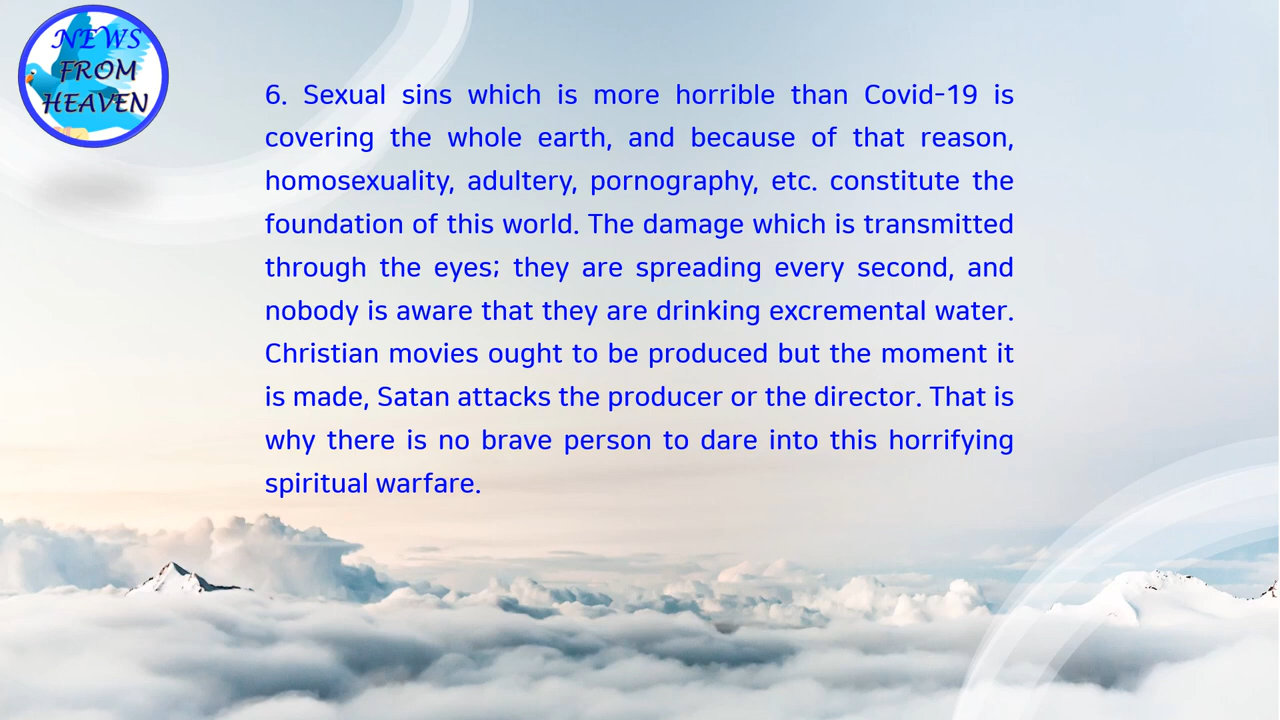 NEWS
FROM
HEAVEN
6. Sexual sins which is more horrible than Covid-19 is
covering the whole earth, and because of that reason,
homosexuality, adultery, pornography, etc. constitute the
foundation of this world. The damage which is transmitted
through the eyes; they are spreading every second, and
nobody is aware that they are drinking excremental water.
Christian movies ought to be produced but the moment it
is made, Satan attacks the producer or the director. That is
why there is no brave person to dare into this horrifying
spiritual warfare.